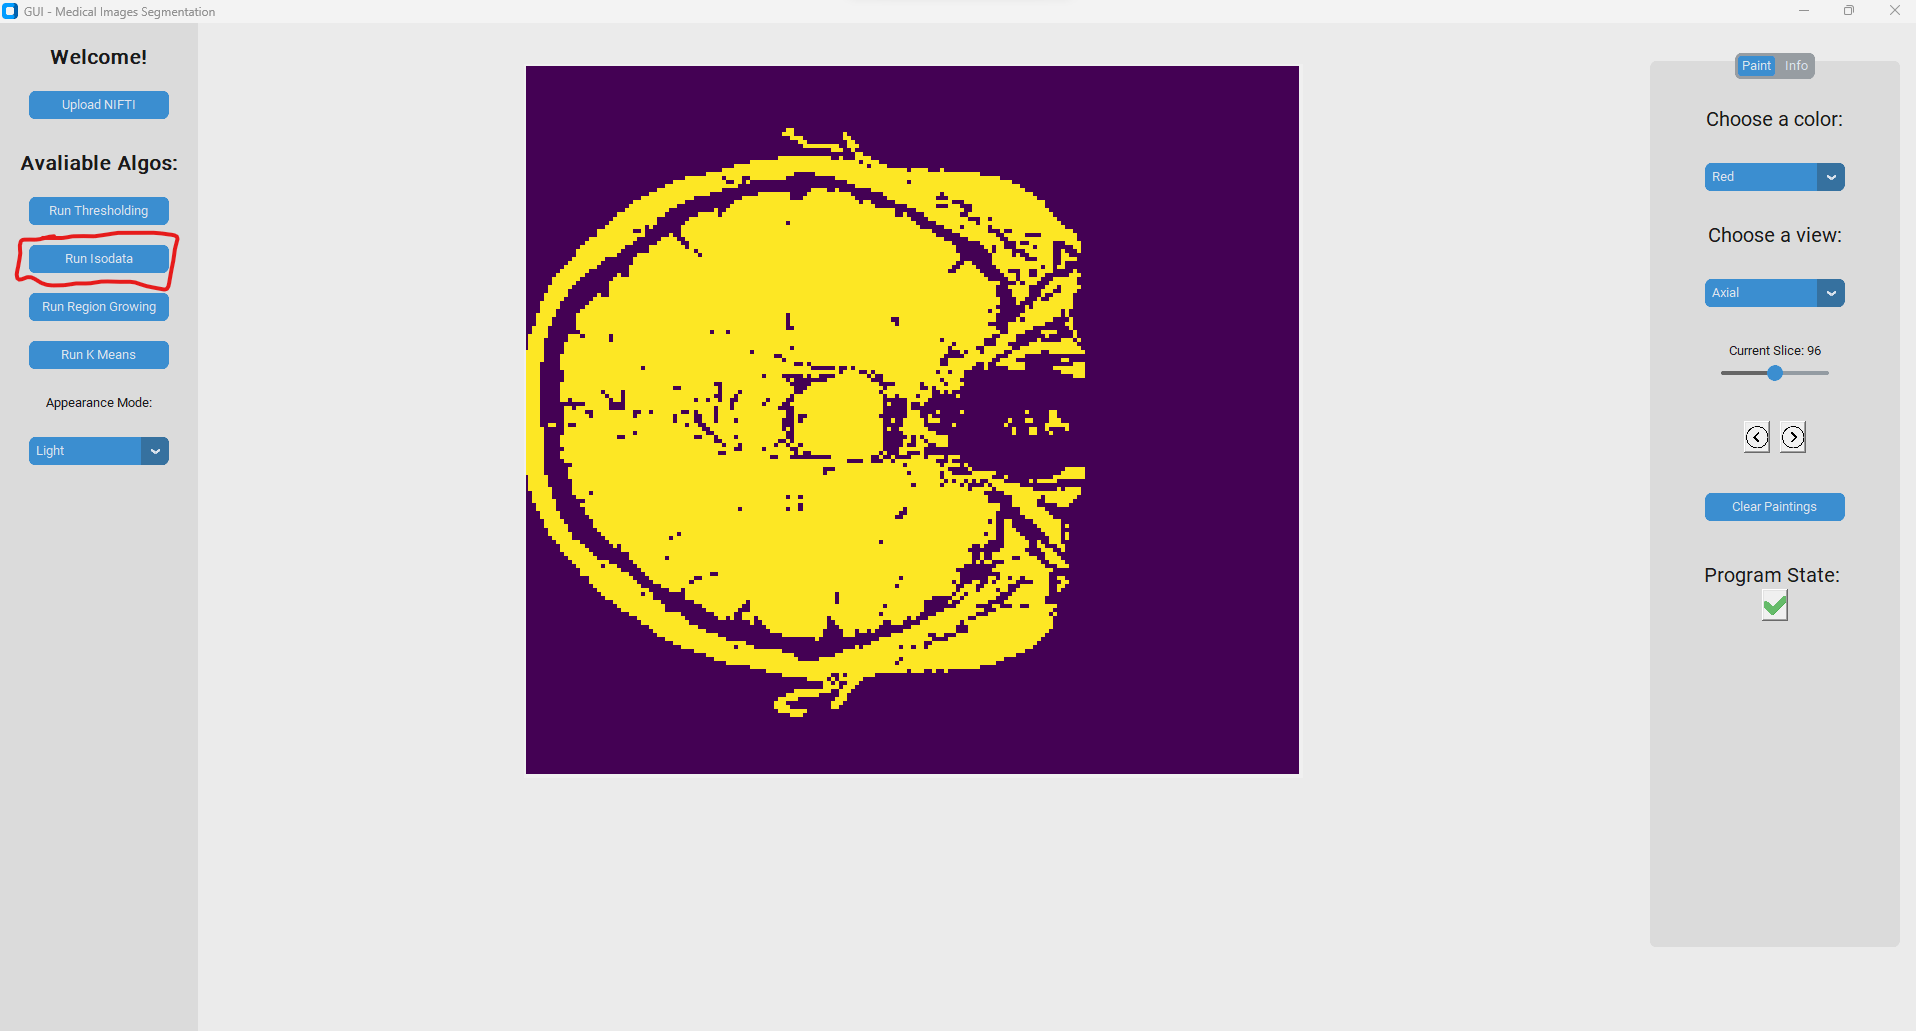 GUI - Medical Images Segmentation
Welcome!
Upload NIFTI
Avaliable Algos:
Run Thresholding
Run Isodata
Run Region Growing
Run K Means
Appearance Mode:
Light
Paint Info
Choose a color:
Red
Choose a view:
Axial
Current Slice: 96
Clear Paintings
Program State: